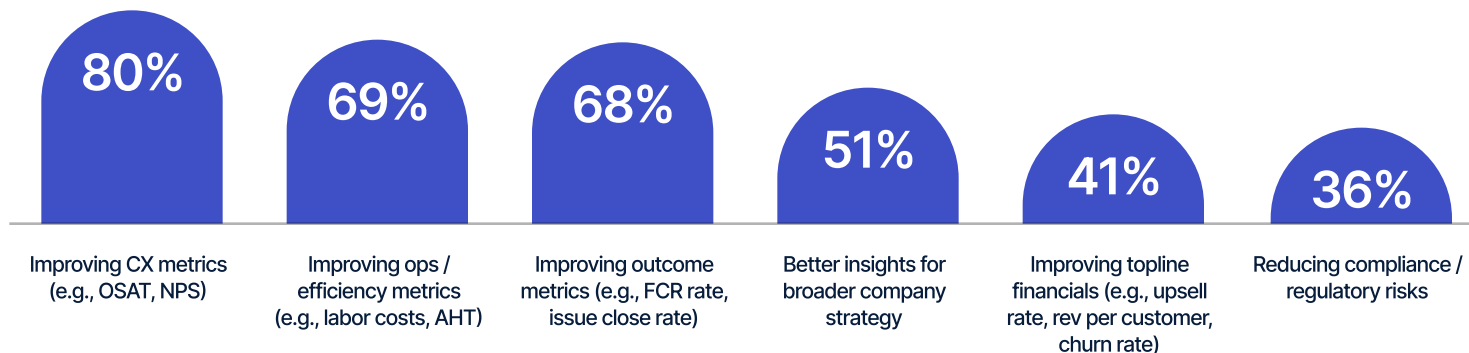 80%
69%
68%
51%
41%
36%
Improving CX metrics
(e.g., OSAT, NPS)
Improving ops /
efficiency metrics
(e.g., labor costs, AHT)
Improving outcome
metrics (e.g., FCR rate,
issue close rate)
Better insights for
broader company
strategy
Improving topline
financials (e.g., upsell
rate, rev per customer,
churn rate)
Reducing compliance /
regulatory risks